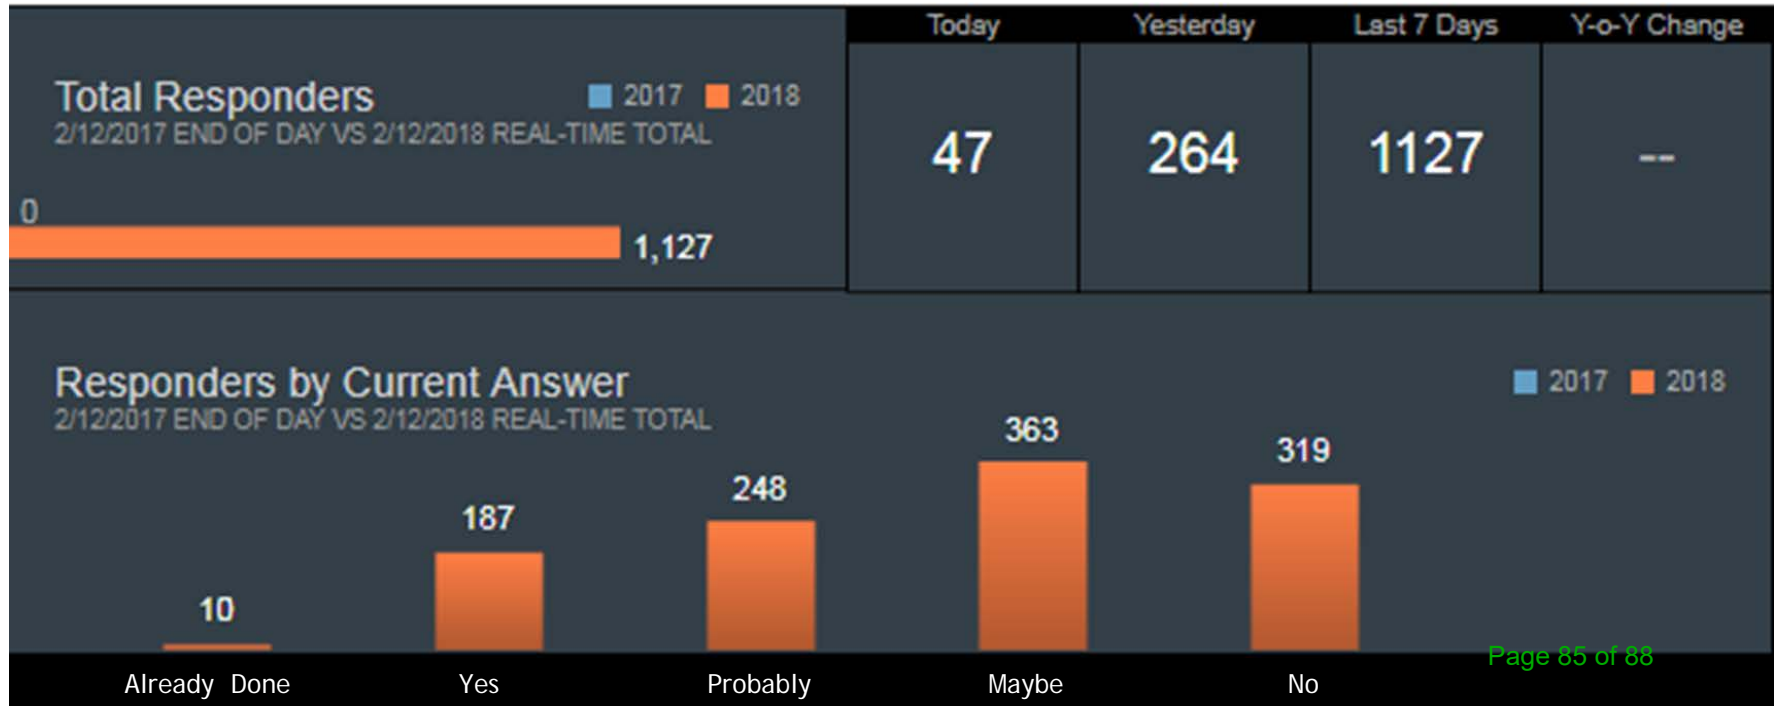 Total Responders
2017 2018
2/12/2017 END OF DAY VS 2/12/2018 REAL-TIME TOTAL
0
1,127
Today Yesterday Last 7 Days Y-o-Y Change
47 264 1127 --
Responders by Current Answer
2017 2018
2/12/2017 END OF DAY VS 2/12/2018 REAL-TIME TOTAL
10 187 248 363 319
Already Done Yes Probably Maybe No
Page 85 of 88